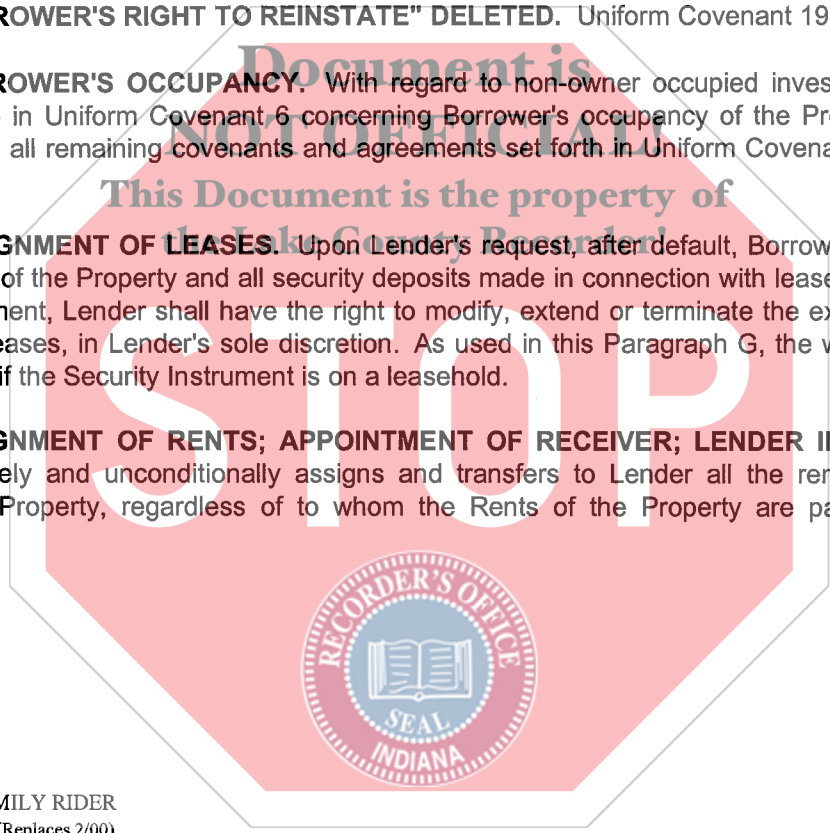 ROWER'S RIGHT TO REINSTATE" DELETED. Uniform Covenant 19
ROWER'S OCCUPANCY. With regard to non-owner occupied inves
in Uniform Covenant 6 concerning Borrower's occupancy of the Pr
all remaining covenants and agreements set forth in Uniform Covena
Document is
NOT OFFICIAL!
This Document is the property of
the Lake County Recorder!
GNMENT OF LEASES. Upon Lender's request, after default, Borrow
of the Property and all security deposits made in connection with lease
nent, Lender shall have the right to modify, extend or terminate the ex
eases, in Lender's sole discretion. As used in this Paragraph G, the w
if the Security Instrument is on a leasehold.
STOP
GNMENT OF RENTS; APPOINTMENT OF RECEIVER; LENDER I
ely and unconditionally assigns and transfers to Lender all the ren
Property, regardless of to whom the Rents of the Property are pa
RECORDER'S OFFICE
SEAL
INDIANA
MILY RIDER
(Replaces 2/00)